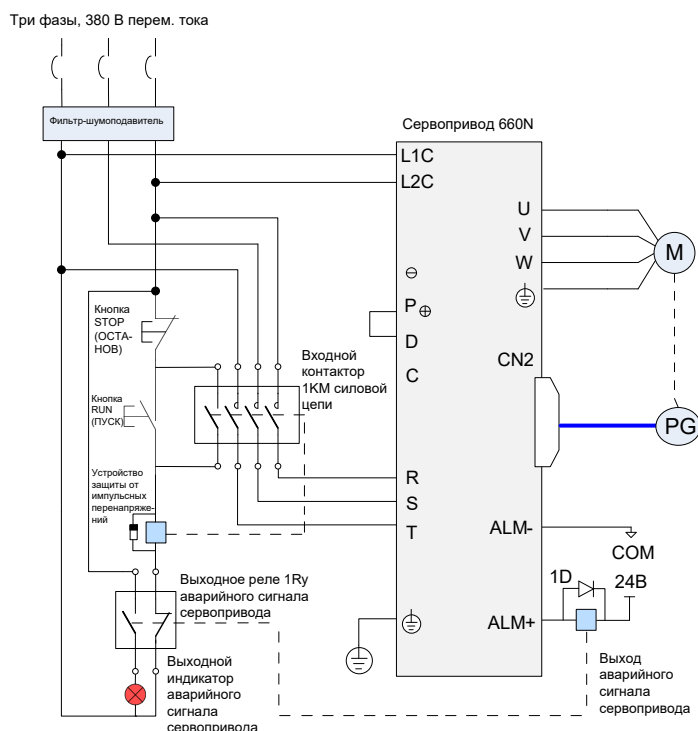 Три фазы, 380 В перем. тока
Фильтр-шумоподавитель
Сервопривод 660N
L1C
L2C
U
V
W
M
P
D
C
CN2
PG
Кнопка
STOP
(ОСТА-
НОВ)
Входной
контактор
1КМ силовой
цепи
Кнопка
RUN
(ПУСК)
Устройство
защиты от
импульсных
перенапряже-
ний
R
S
T
ALM-
COM
1D
24В
ALM+
Выходное реле 1Ry
аварийного сигнала
сервопривода
Выходной
индикатор
аварийного
сигнала
сервопривода
Выход
аварийного
сигнала
сервопривода